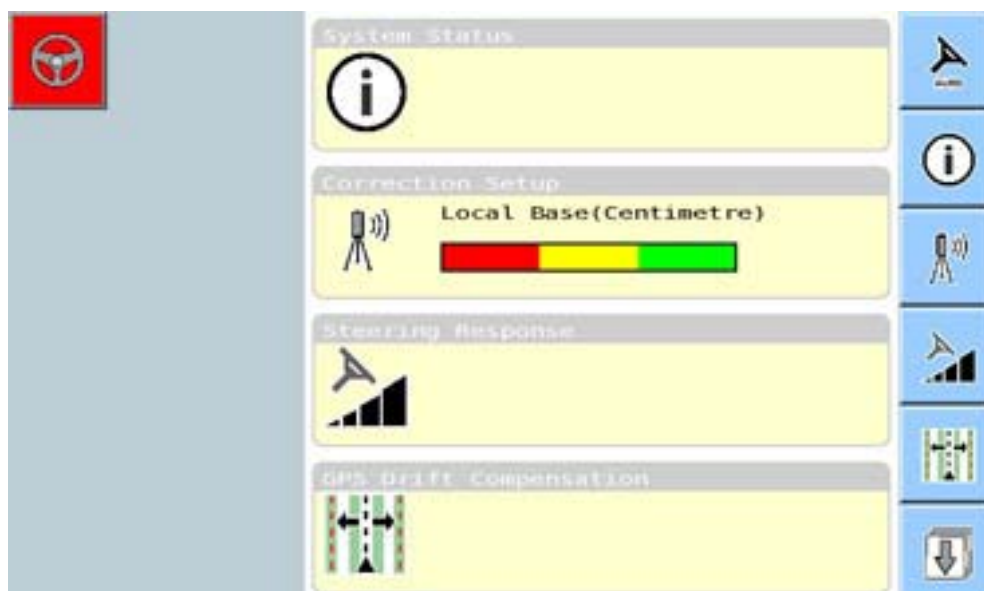 System Status
Correction Setup
Local Base(Centimetre)
Steering Response
GPS Drift Compensation